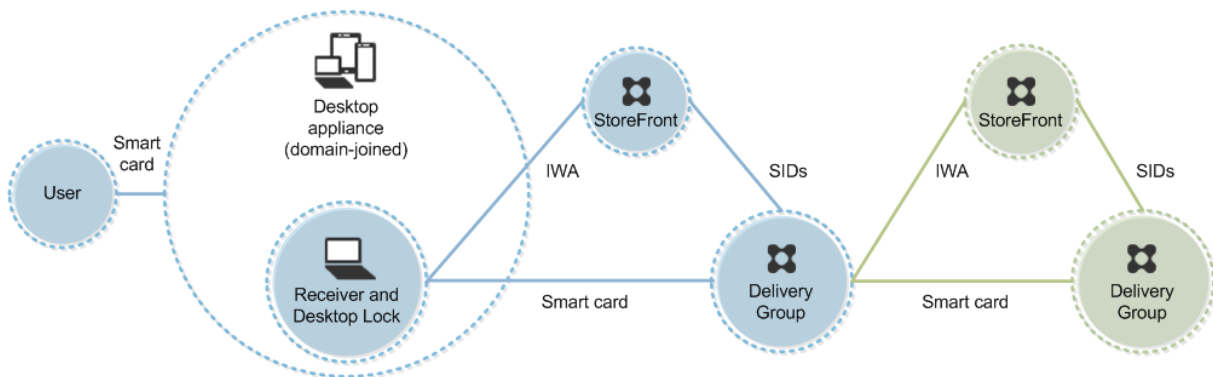 User
Smart
card
Desktop
appliance
(domain-joined)
Receiver and
Desktop Lock
IWA
StoreFront
SIDs
Smart card
Delivery
Group
IWA
StoreFront
SIDs
Smart card
Delivery
Group